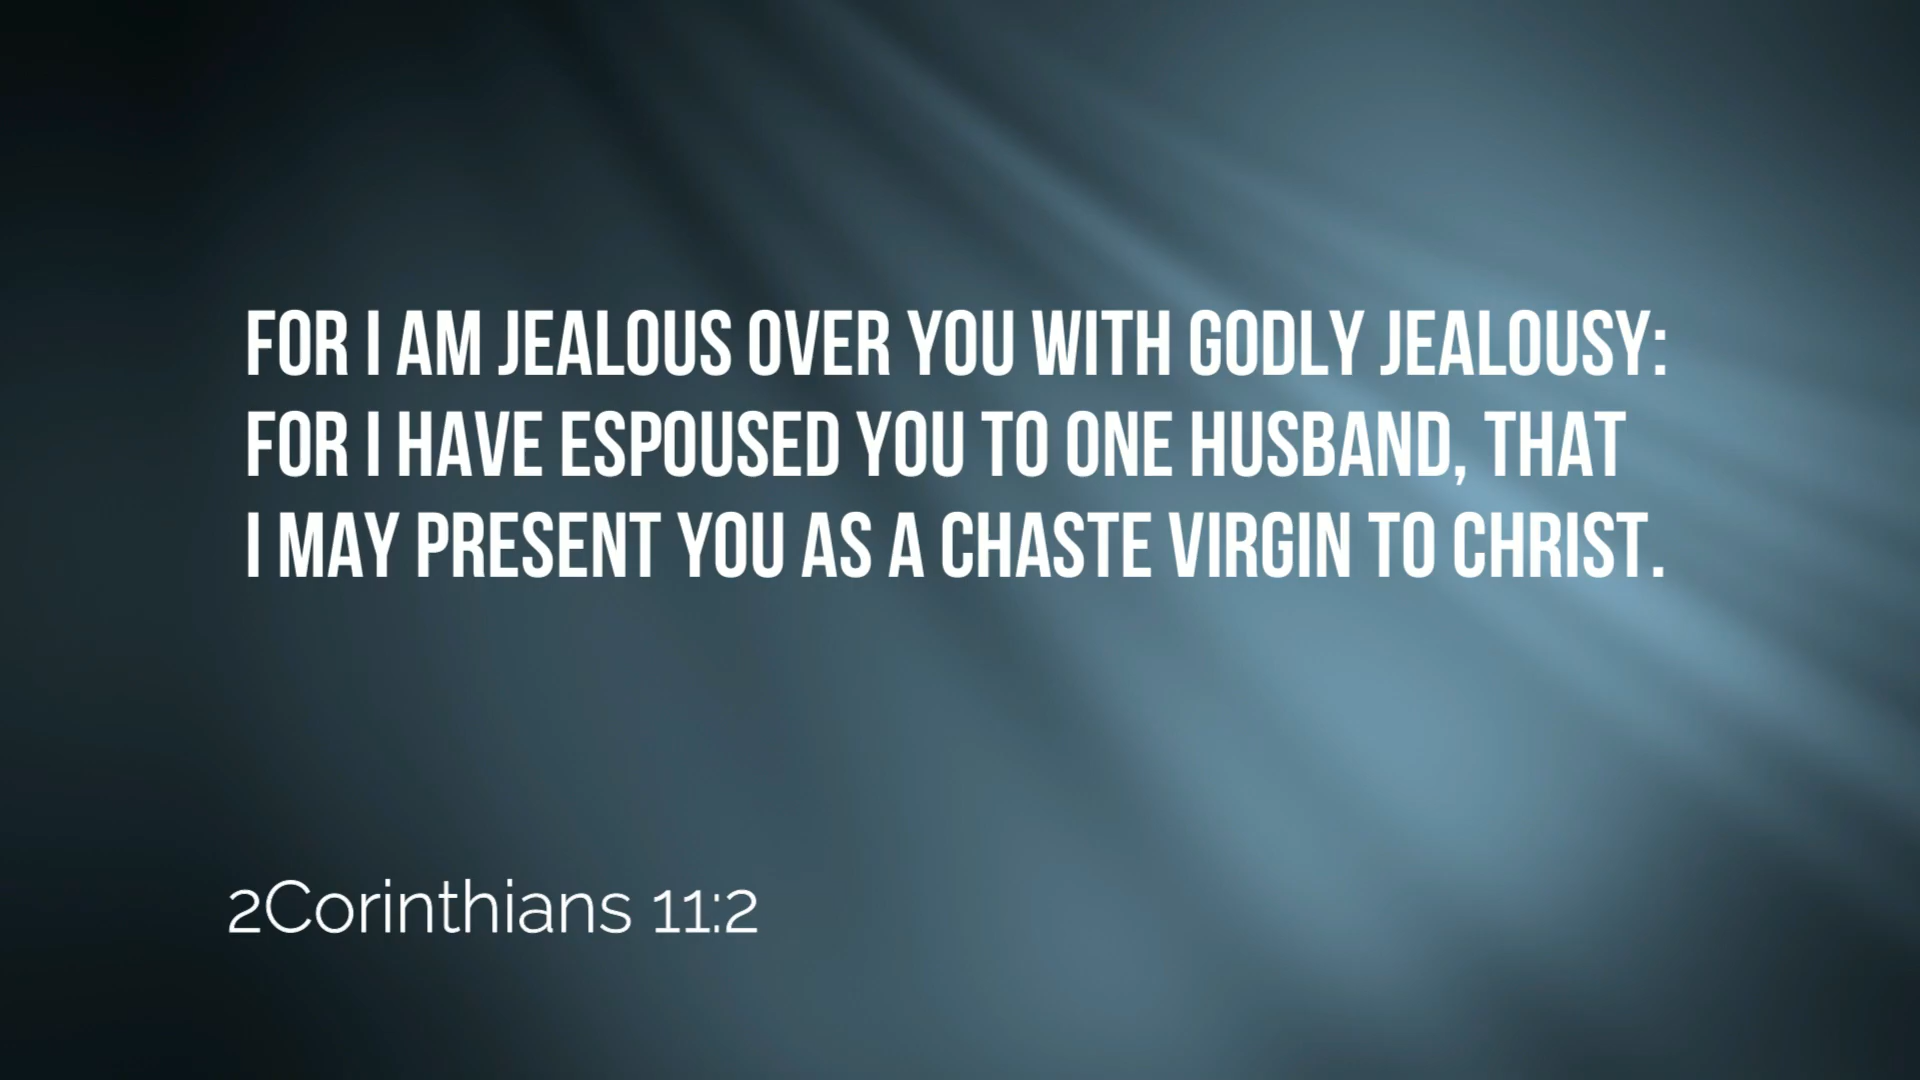 FOR I AM JEALOUS OVER YOU WITH GODLY JEALOUSY:
FOR I HAVE ESPOUSED YOU TO ONE HUSBAND, THAT
I MAY PRESENT YOU AS A CHASTE VIRGIN TO CHRIST.
2Corinthians 11:2